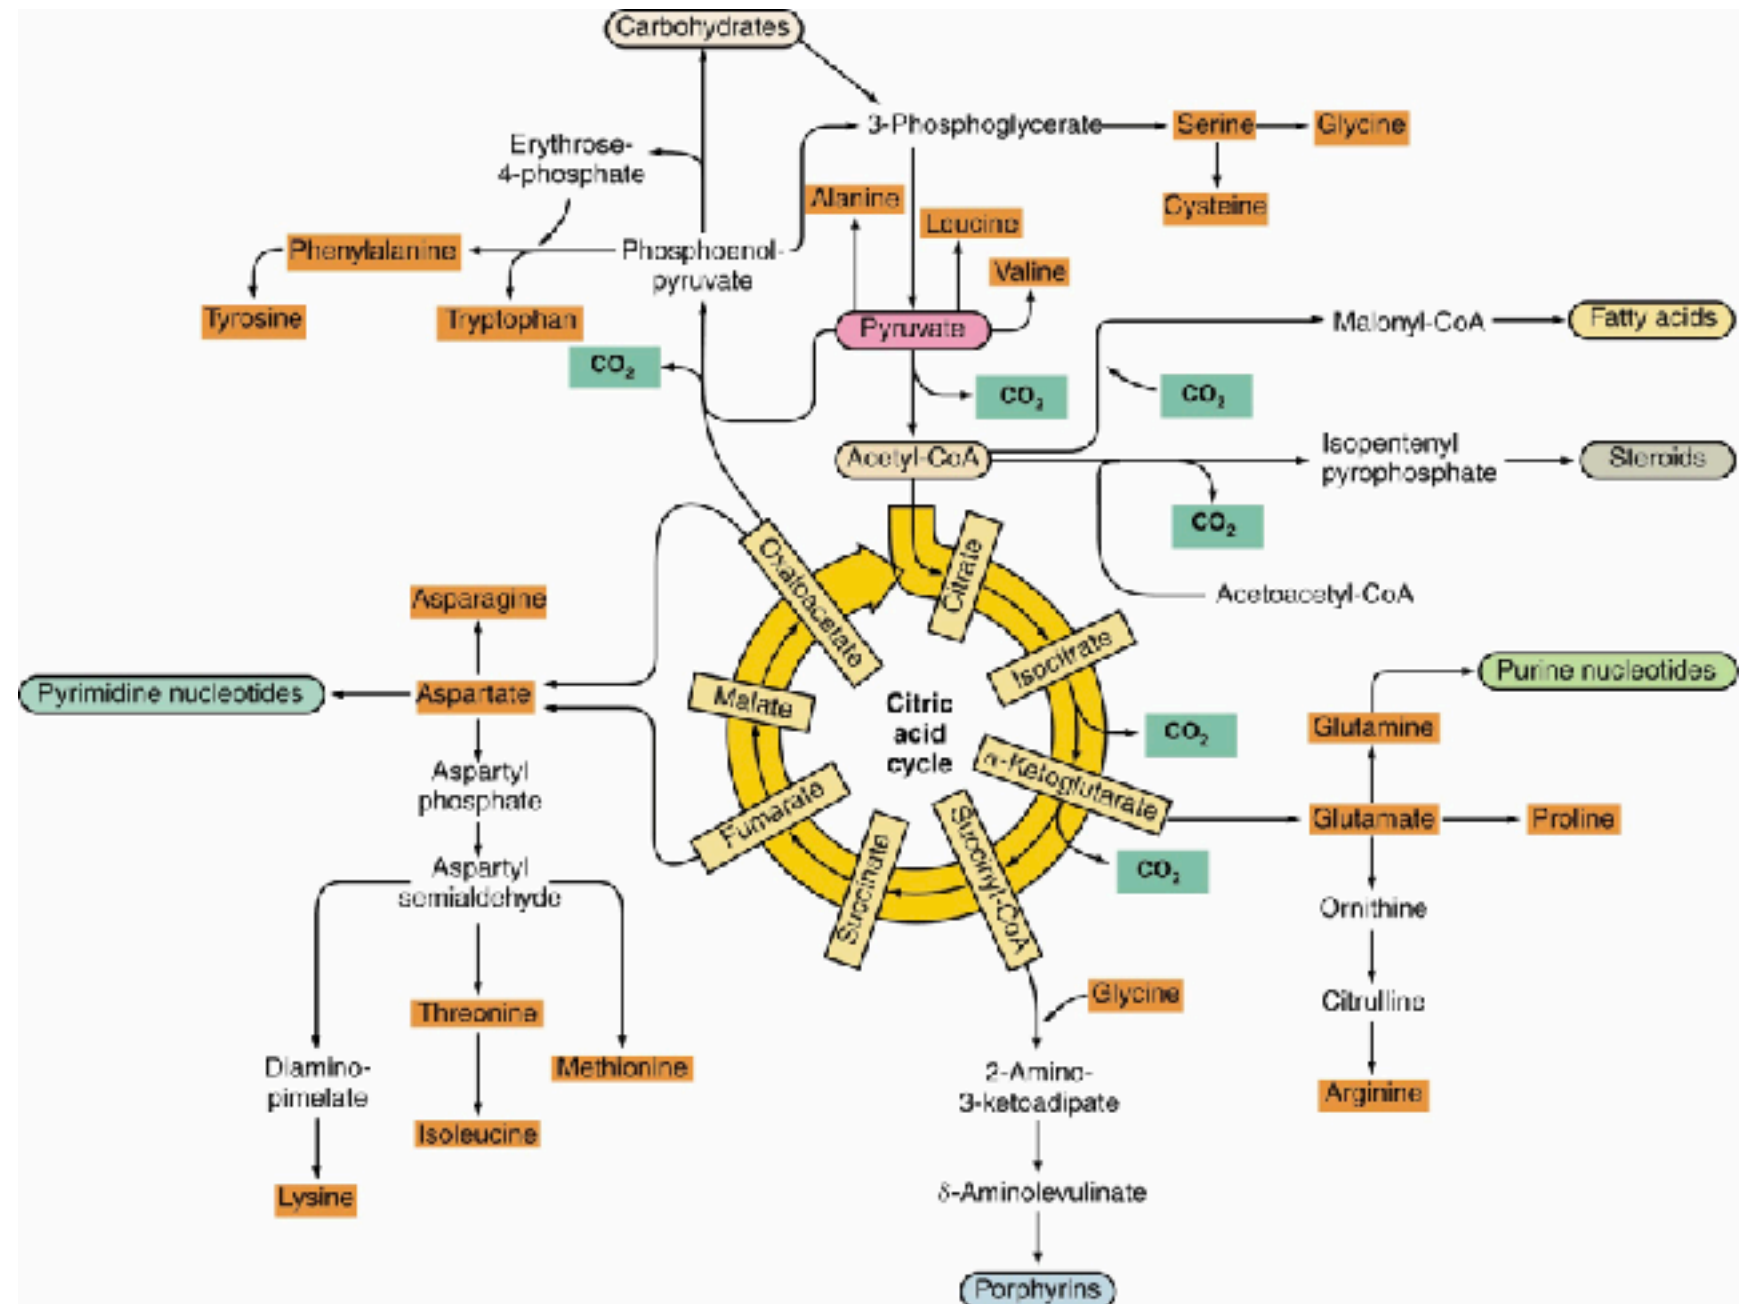 Carbohydrates
3-Phosphoglycerate
Serine
Glycine
Erythrose-
4-phosphate
Alanine
Leucine
Cysteine
Phenylalanine
Phosphoenol-
pyruvate
Valine
Tyrosine
Tryptophan
Pyruvate
Malonyl-CoA
Fatty acids
CO2
CO2
CO2
Acetyl-CoA
Isopentenyl
pyrophosphate
Steroids
CO2
Oxaloacetate
Citrate
Acetoacetyl-CoA
Asparagine
Isocitrate
Pyrimidine nucleotides
Aspartate
Malate
Citric
acid
cycle
Purine nucleotides
CO2
Glutamine
Aspartyl
phosphate
α-Ketoglutarate
Fumarate
Succinate
Succinyl-CoA
Glutamate
Proline
CO2
Aspartyl
semialdehyde
Ornithine
Threonine
Glycine
Citrulline
Diamino-
pimelate
Methionine
2-Amino-
3-ketoadipate
Arginine
Isoleucine
Lysine
δ-Aminolevulinate
Porphyrins